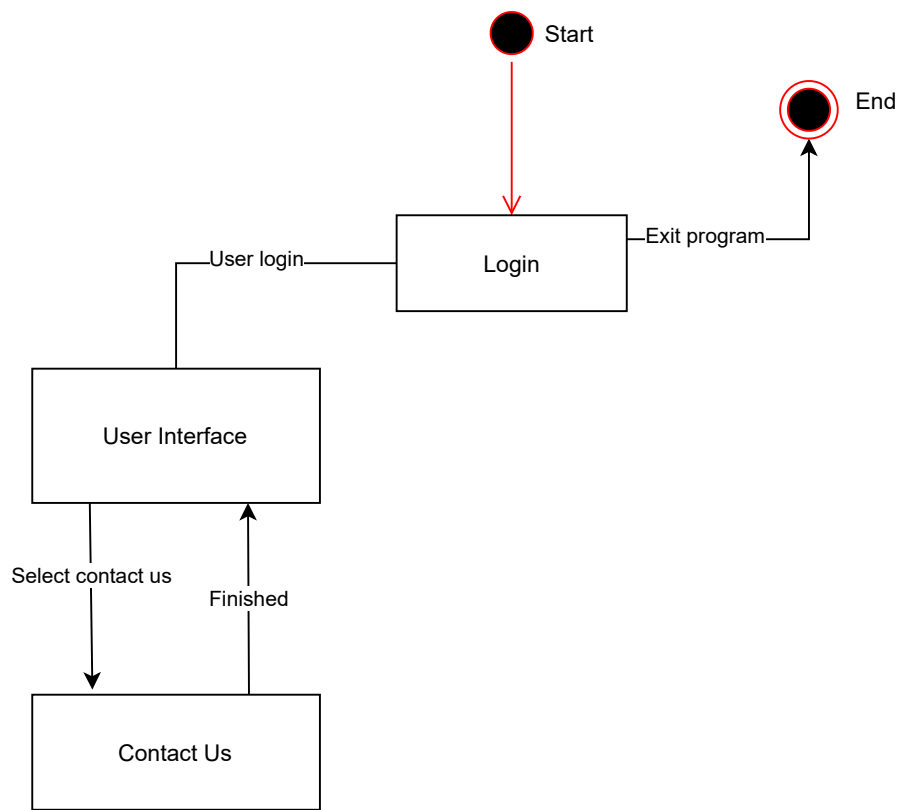 Start
End
Exit program
User login
Login
User Interface
Select contact us
Finished
Contact Us